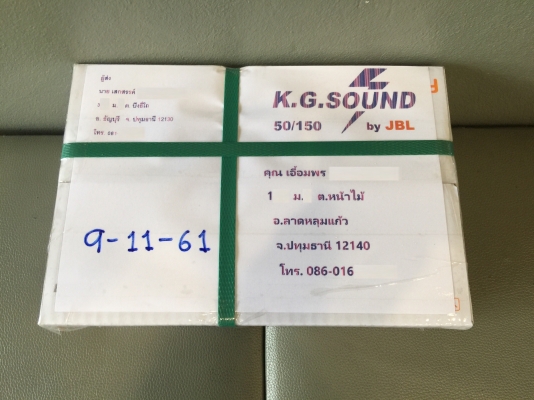 ผู้ส่ง
นาย เสกสรรค์
ม. ต. บึงยี่โถ
อ. ธัญบุรี จ. ปทุมธานี 12130
โทร.
K.G.SOUND
50/150 by JBL
คุณ เอื่อมพร
1 ม. ต.หน้าไม้
อ.ลาดหลุมแก้ว
จ.ปทุมธานี 12140
โทร. 086-016
9-11-61